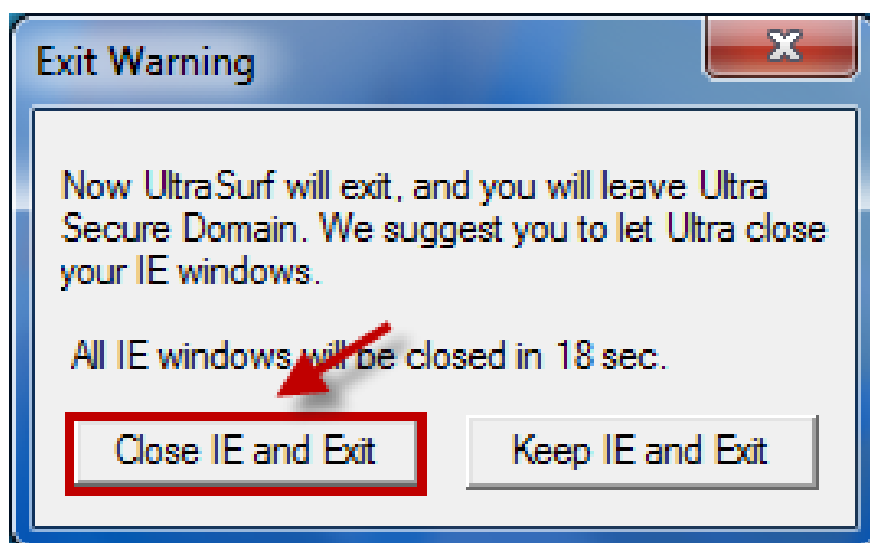 Exit Warning
Now UltraSurf will exit, and you will leave Ultra
Secure Domain. We suggest you to let Ultra close
your IE windows.
All IE windows will be closed in 18 sec.
Close IE and Exit
Keep IE and Exit